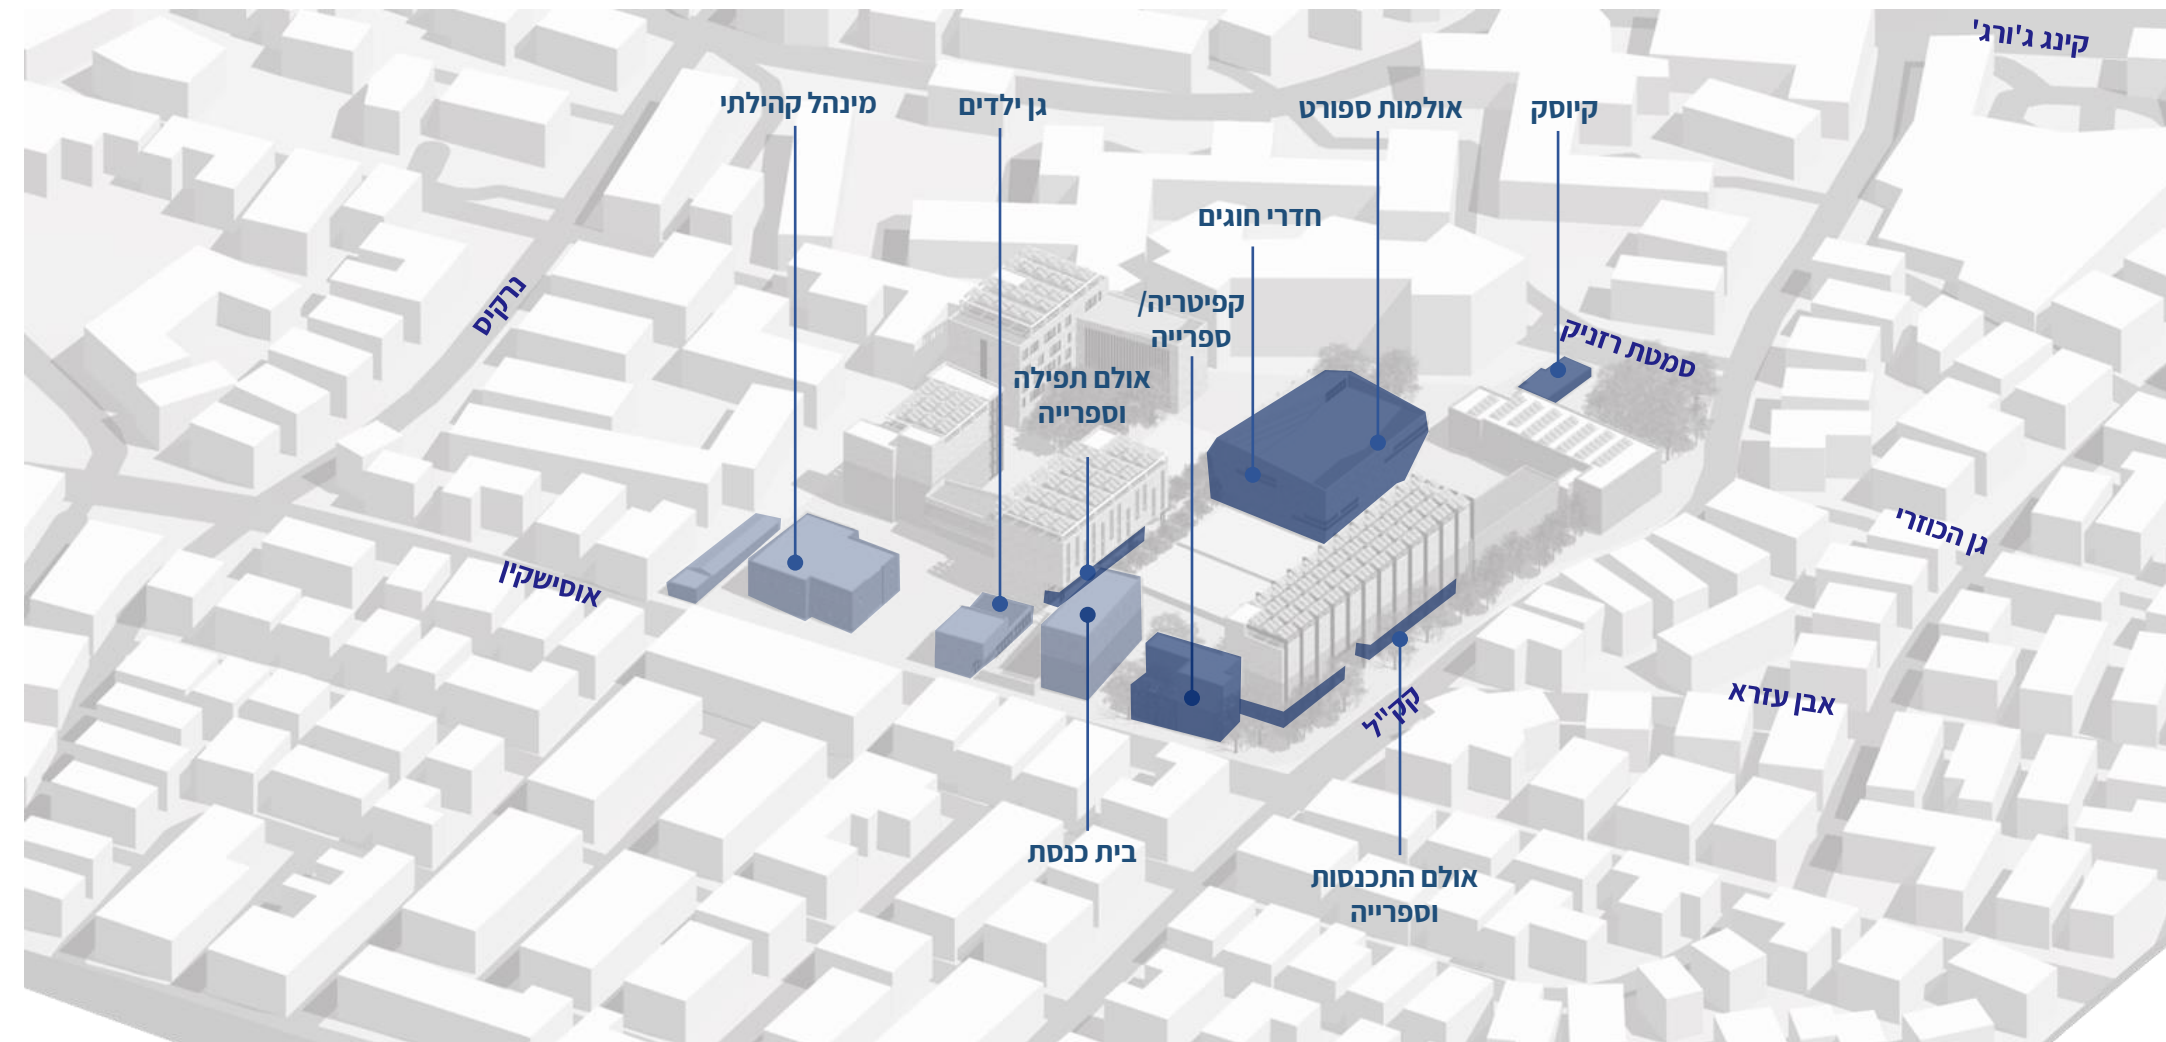 קינג ג'ורג'
מינהל קהילתי
גן ילדים
אולמות ספורט
קיוסק
חדרי חוגים
קפיטריה/
ספרייה
אולם תפילה
וספרייה
נרקיס
סמטת רזניק
גן הכוזרי
אוסישקין
אבן עזרא
קק"ל
בית כנסת
אולם התכנסות
וספרייה